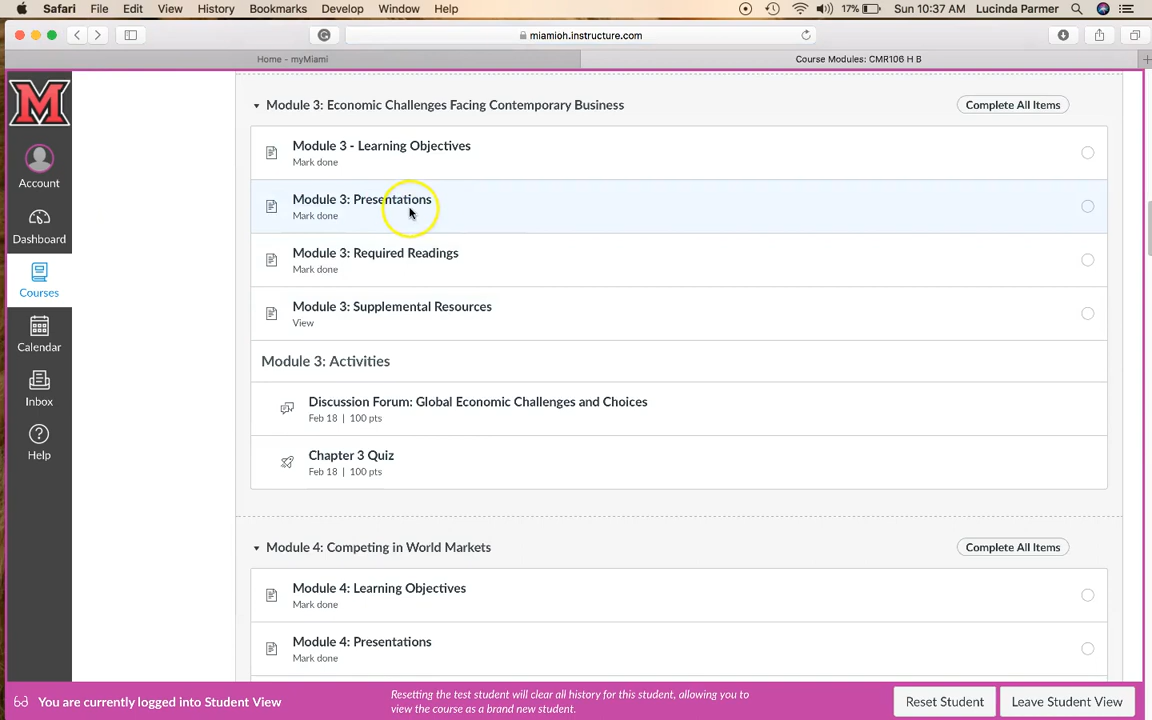 Safari File Edit View History Bookmarks Develop Window Help 17% Sun 10:37 AM Lucinda Parmer
miamioh.instructure.com
Home - myMiami Course Modules: CMR106 H B
Account
Dashboard
Courses
Calendar
Inbox
Help
Module 3: Economic Challenges Facing Contemporary Business Complete All Items
Module 3 - Learning Objectives
Mark done
Module 3: Presentations
Mark done
Module 3: Required Readings
Mark done
Module 3: Supplemental Resources
View
Module 3: Activities
Discussion Forum: Global Economic Challenges and Choices
Feb 18 | 100 pts
Chapter 3 Quiz
Feb 18 | 100 pts
Module 4: Competing in World Markets Complete All Items
Module 4: Learning Objectives
Mark done
Module 4: Presentations
Mark done
You are currently logged into Student View
Resetting the test student will clear all history for this student, allowing you to
view the course as a brand new student.
Reset Student Leave Student View